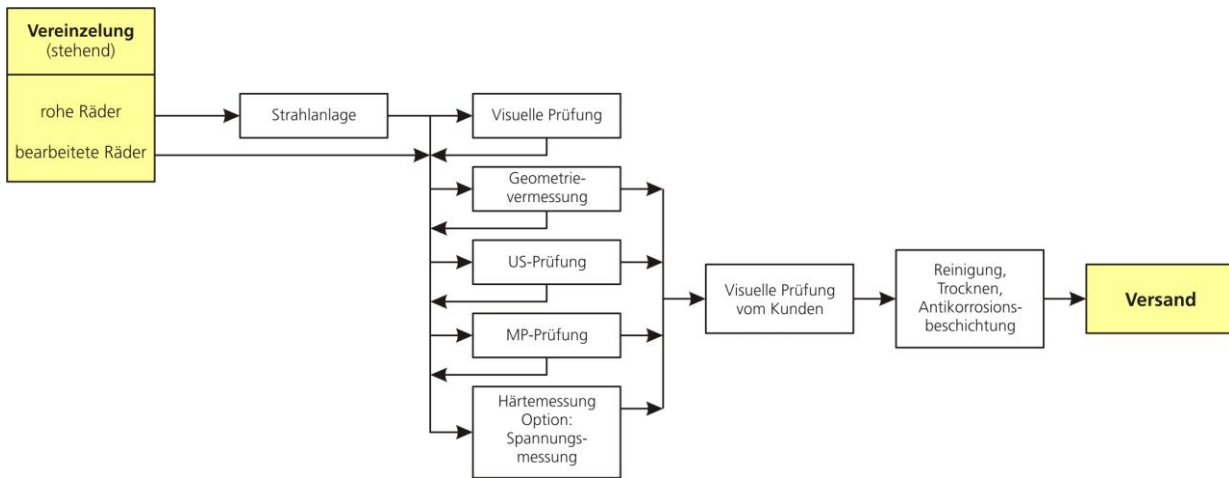 Vereinzelung
(stehend)
rohe Räder
bearbeitete Räder
Strahlanlage
Visuelle Prüfung
Geometrie-
vermessung
US-Prüfung
MP-Prüfung
Härtemessung
Option:
Spannungs-
messung
Visuelle Prüfung
vom Kunden
Reinigung,
Trocknen,
Antikorrosions-
beschichtung
Versand